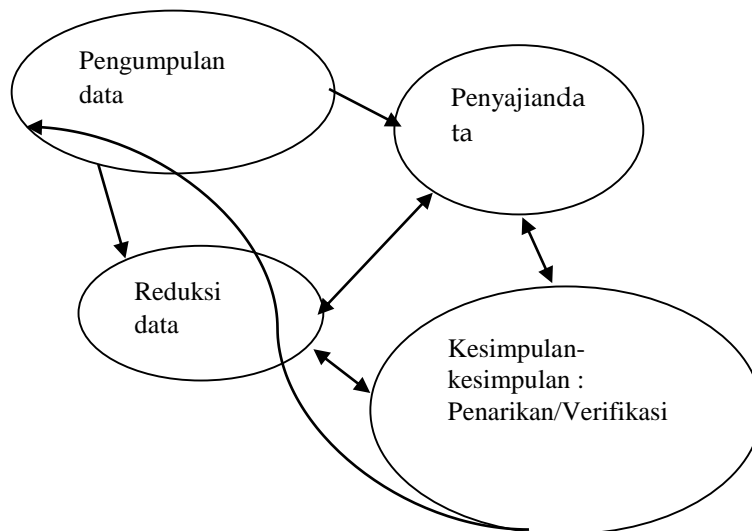 Pengumpulan
data
Penyajianda
ta
Reduksi
data
Kesimpulan-
kesimpulan :
Penarikan/Verifikasi